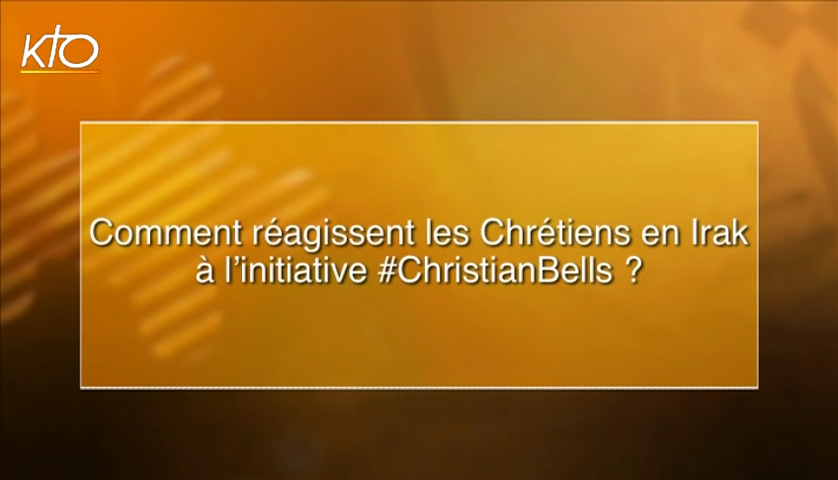 KTO
Comment réagissent les Chrétiens en Irak
à l'initiative #ChristianBells ?